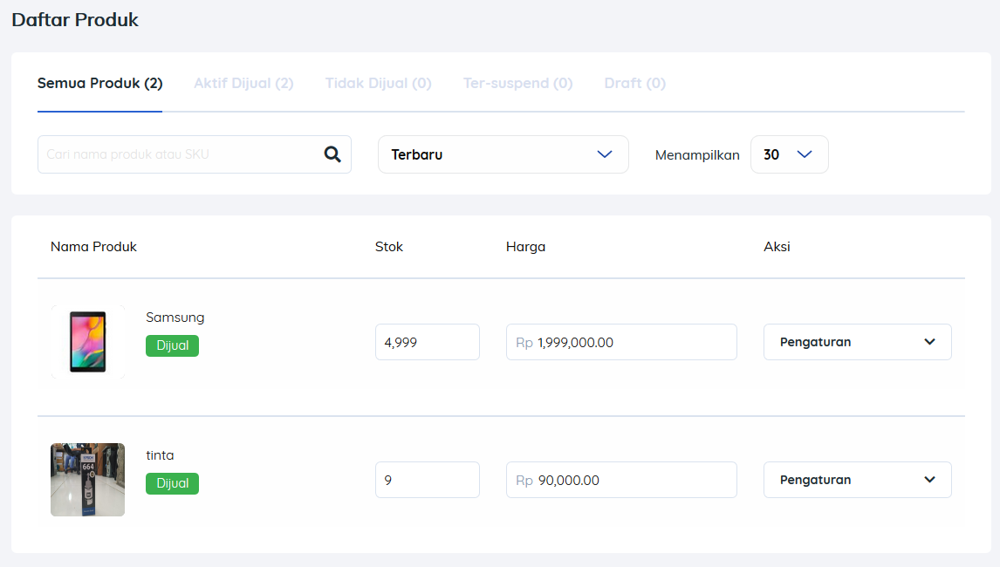 Daftar Produk
Semua Produk (2) Aktif Dijual (2) Tidak Dijual (0) Ter-suspend (0) Draft (0)
Cari nama produk atau SKU Terbaru Menampilkan 30
Nama Produk Stok Harga Aksi
Samsung
Dijual 4,999 Rp 1,999,000.00 Pengaturan
tinta
Dijual 9 Rp 90,000.00 Pengaturan
664